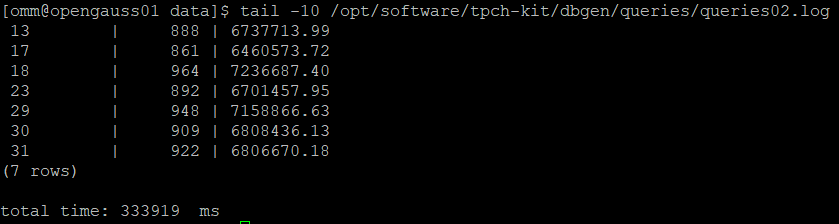 [omm@opengauss01 data]$ tail -10 /opt/software/tpch-kit/dbgen/queries/queries02.log
 13         |     888 | 6737713.99
 17         |     861 | 6460573.72
 18         |     964 | 7236687.40
 23         |     892 | 6701457.95
 29         |     948 | 7158866.63
 30         |     909 | 6808436.13
 31         |     922 | 6806670.18
(7 rows)

total time: 333919  ms